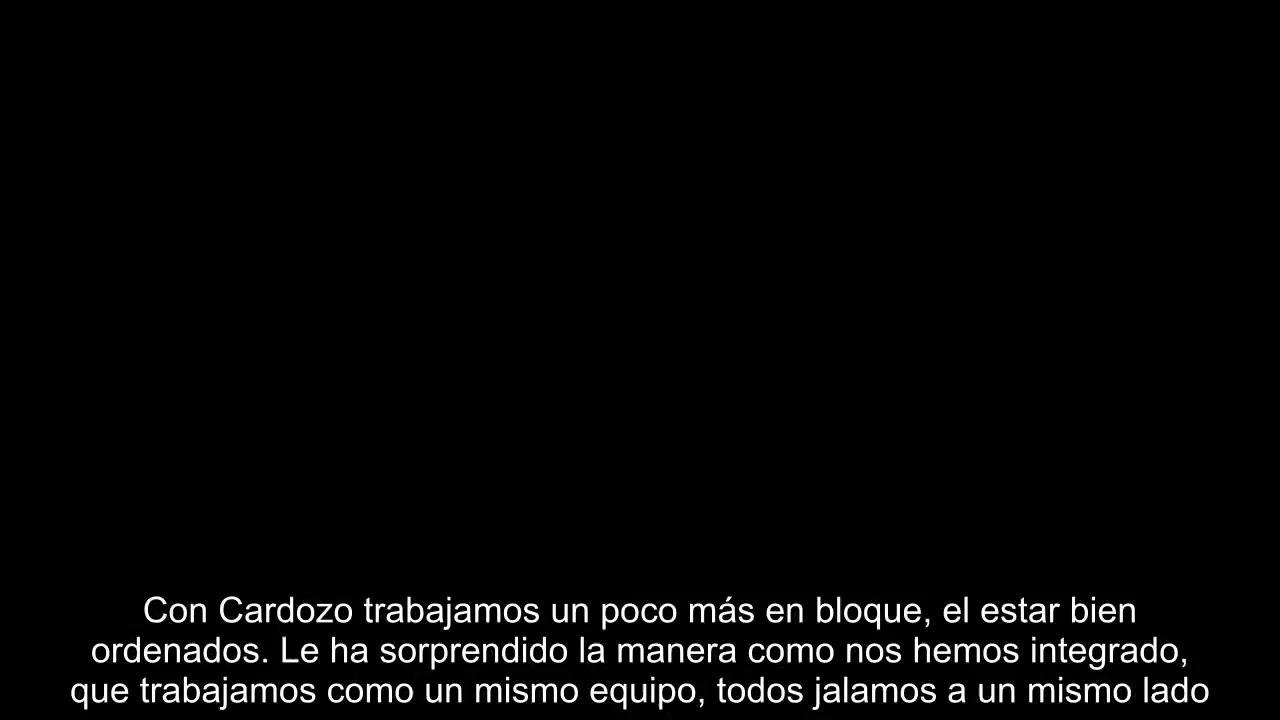 Con Cardozo trabajamos un poco más en bloque, el estar bien
ordenados. Le ha sorprendido la manera como nos hemos integrado,
que trabajamos como un mismo equipo, todos jalamos a un mismo lado